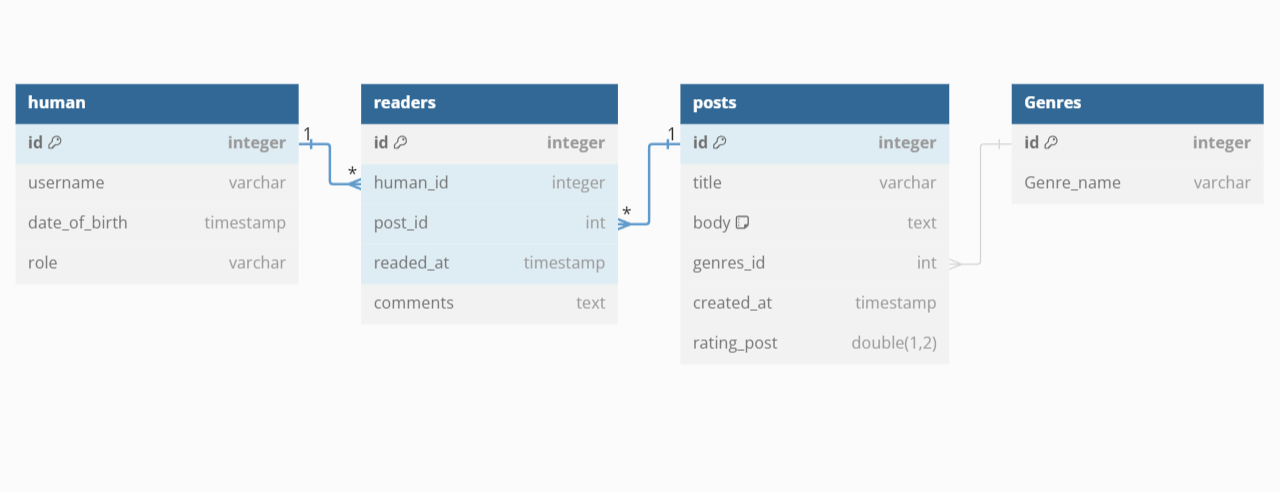 human
id integer
username varchar
date_of_birth timestamp
role varchar
1
*
readers
id integer
human_id integer
post_id int
readed_at timestamp
comments text
*
1
posts
id integer
title varchar
body text
genres_id int
created_at timestamp
rating_post double(1,2)
Genres
id integer
Genre_name varchar